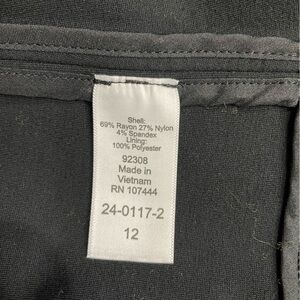 Shell:
69% Rayon 27% Nylon
4% Spandex
Lining:
100% Polyester
92308
Made in
Vietnam
RN 107444
24-0117-2
12